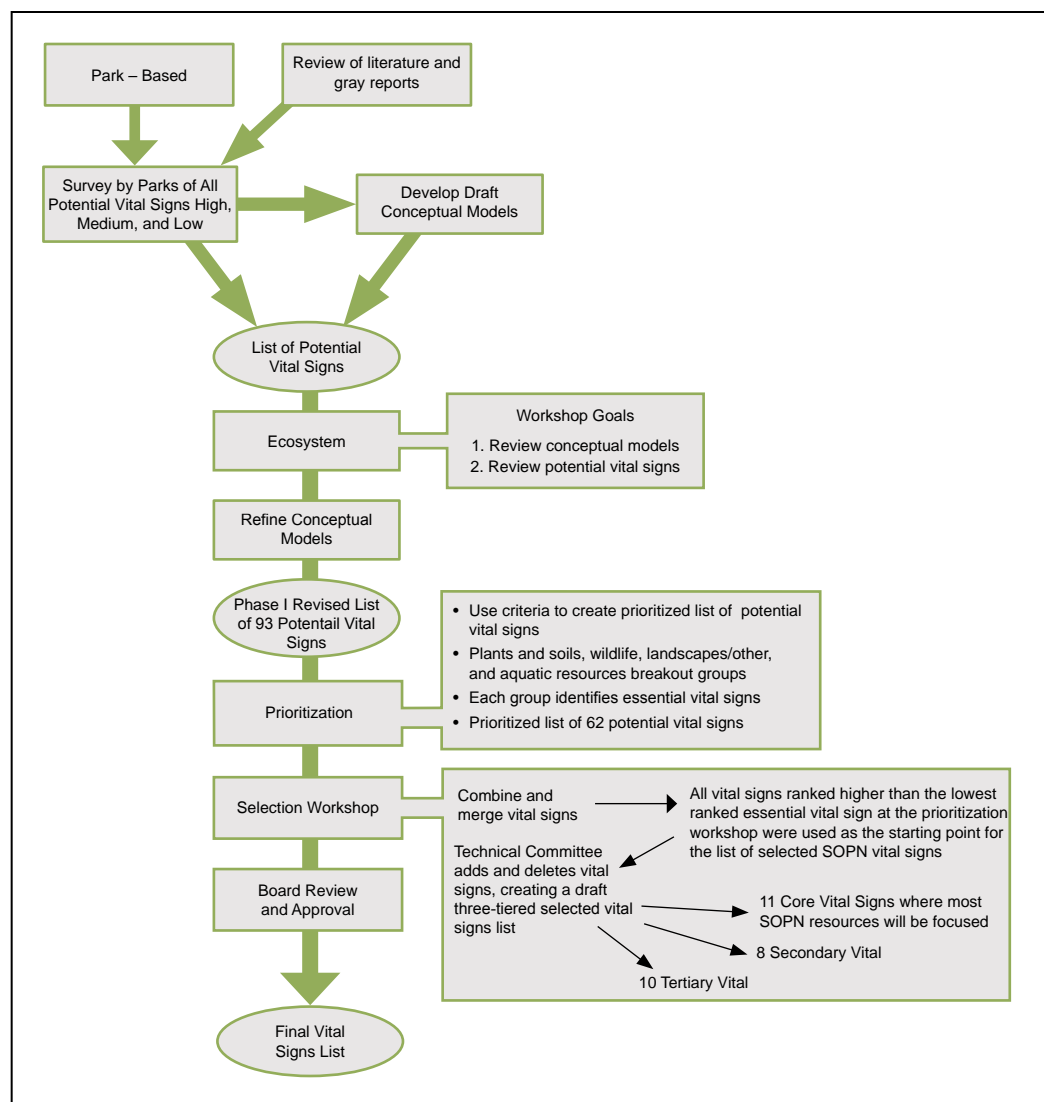 Park – Based
Review of literature and
gray reports
Survey by Parks of All
Potential Vital Signs High,
Medium, and Low
Develop Draft
Conceptual Models
List of Potential
Vital Signs
Ecosystem
Workshop Goals
1. Review conceptual models
2. Review potential vital signs
Refine Conceptual
Models
Phase I Revised List
of 93 Potentail Vital
Signs
Prioritization
• Use criteria to create prioritized list of potential
vital signs
• Plants and soils, wildlife, landscapes/other,
and aquatic resources breakout groups
• Each group identifies essential vital signs
• Prioritized list of 62 potential vital signs
Selection Workshop
Combine and
merge vital signs
All vital signs ranked higher than the lowest
ranked essential vital sign at the prioritization
workshop were used as the starting point for
the list of selected SOPN vital signs
Technical Committee
adds and deletes vital
signs, creating a draft
three-tiered selected vital
signs list
11 Core Vital Signs where most
SOPN resources will be focused
8 Secondary Vital
10 Tertiary Vital
Board Review
and Approval
Final Vital
Signs List